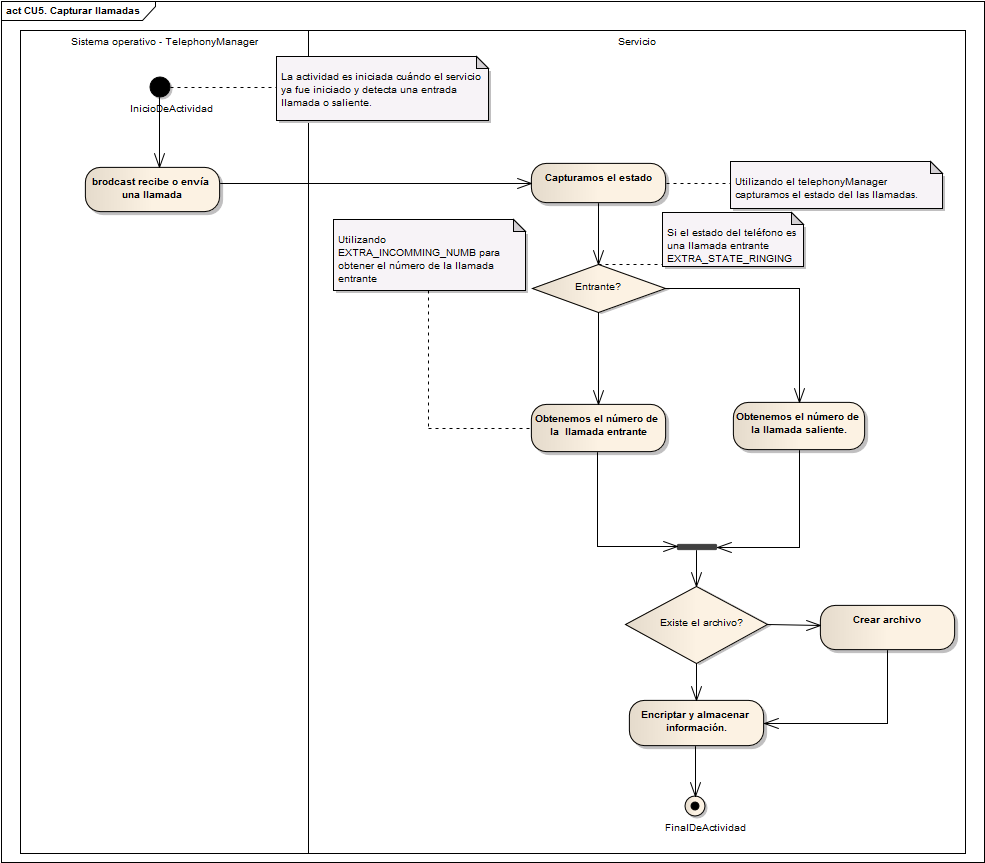 act CU5. Capturar llamadas
Sistema operativo - TelephonyManager
Servicio
La actividad es iniciada cuándo el servicio
ya fue iniciado y detecta una entrada
llamada o saliente.
InicioDeActividad
brodcast recibe o envía
una llamada
Capturamos el estado
Utilizando el telephonyManager
capturamos el estado del las llamadas.
Utilizando
EXTRA_INCOMMING_NUMB para
obtener el número de la llamada
entrante
Si el estado del teléfono es
una llamada entrante
EXTRA_STATE_RINGING
Entrante?
Obtenemos el número de
la llamada entrante
Obtenemos el número de
la llamada saliente.
Existe el archivo?
Crear archivo
Encriptar y almacenar
información.
FinalDeActividad